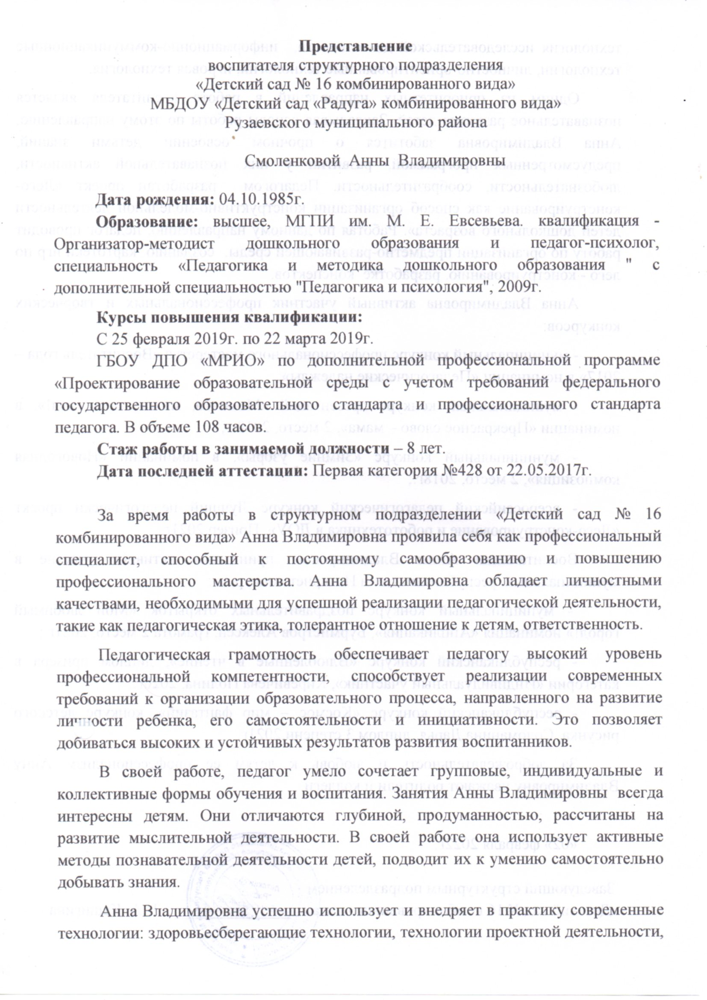 Представление
воспитателя структурного подразделения
«Детский сад № 16 комбинированного вида»
МБДОУ «Детский сад «Радуга» комбинированного вида»
Рузаевского муниципального района
Смоленковой Анны Владимировны
Дата рождения: 04.10.1985г.
Образование: высшее, МГПИ им. М. Е. Евсевьева. квалификация -
Организатор-методист дошкольного образования и педагог-психолог,
специальность «Педагогика и методика дошкольного образования " с
дополнительной специальностью "Педагогика и психология", 2009г.
Курсы повышения квалификации:
С 25 февраля 2019г. по 22 марта 2019г.
ГБОУ ДПО «МРИО» по дополнительной профессиональной программе
«Проектирование образовательной среды с учетом требований федерального
государственного образовательного стандарта и профессионального стандарта
педагога. В объеме 108 часов.
Стаж работы в занимаемой должности – 8 лет.
Дата последней аттестации: Первая категория №428 от 22.05.2017г.
За время работы в структурном подразделении «Детский сад № 16
комбинированного вида» Анна Владимировна проявила себя как профессиональный
специалист, способный к постоянному самообразованию и повышению
профессионального мастерства. Анна Владимировна обладает личностными
качествами, необходимыми для успешной реализации педагогической деятельности,
такие как педагогическая этика, толерантное отношение к детям, ответственность.
Педагогическая грамотность обеспечивает педагогу высокий уровень
профессиональной компетентности, способствует реализации современных
требований к организации образовательного процесса, направленного на развитие
личности ребенка, его самостоятельности и инициативности. Это позволяет
добиваться высоких и устойчивых результатов развития воспитанников.
В своей работе, педагог умело сочетает групповые, индивидуальные и
коллективные формы обучения и воспитания. Занятия Анны Владимировны всегда
интересны детям. Они отличаются глубиной, продуманностью, рассчитаны на
развитие мыслительной деятельности. В своей работе она использует активные
методы познавательной деятельности детей, подводит их к умению самостоятельно
добывать знания.
Анна Владимировна успешно использует и внедряет в практику современные
технологии: здоровьесберегающие технологии, технологии проектной деятельности,